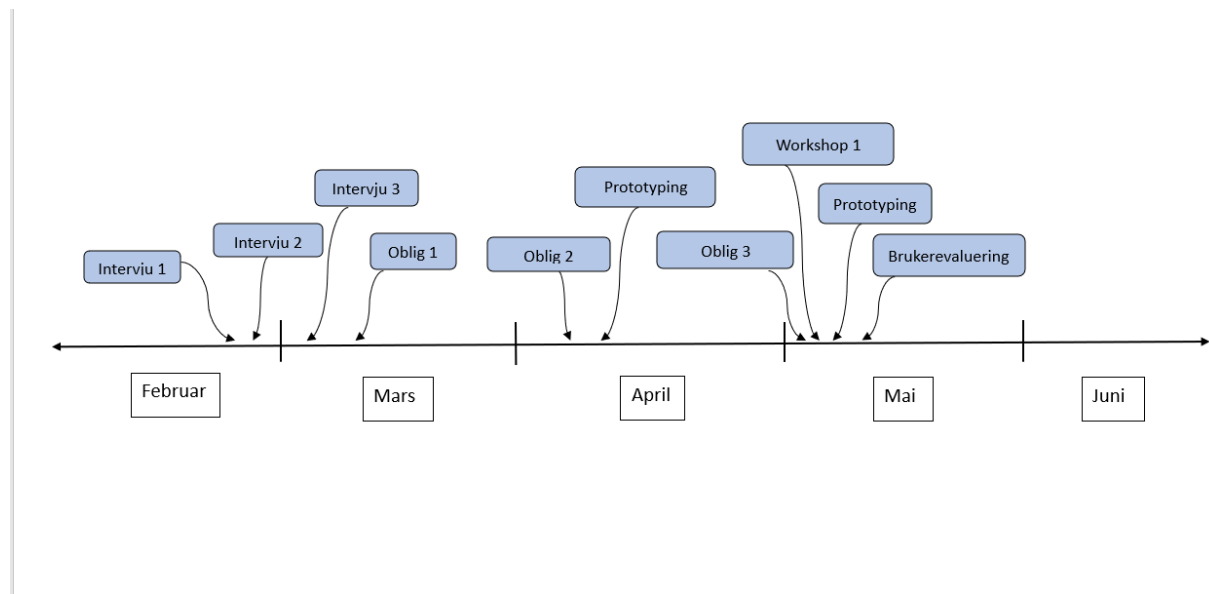 Workshop 1
Intervju 3
Prototyping
Prototyping
Intervju 2
Oblig 1
Oblig 2
Oblig 3
Brukerevaluering
Intervju 1
Februar
Mars
April
Mai
Juni